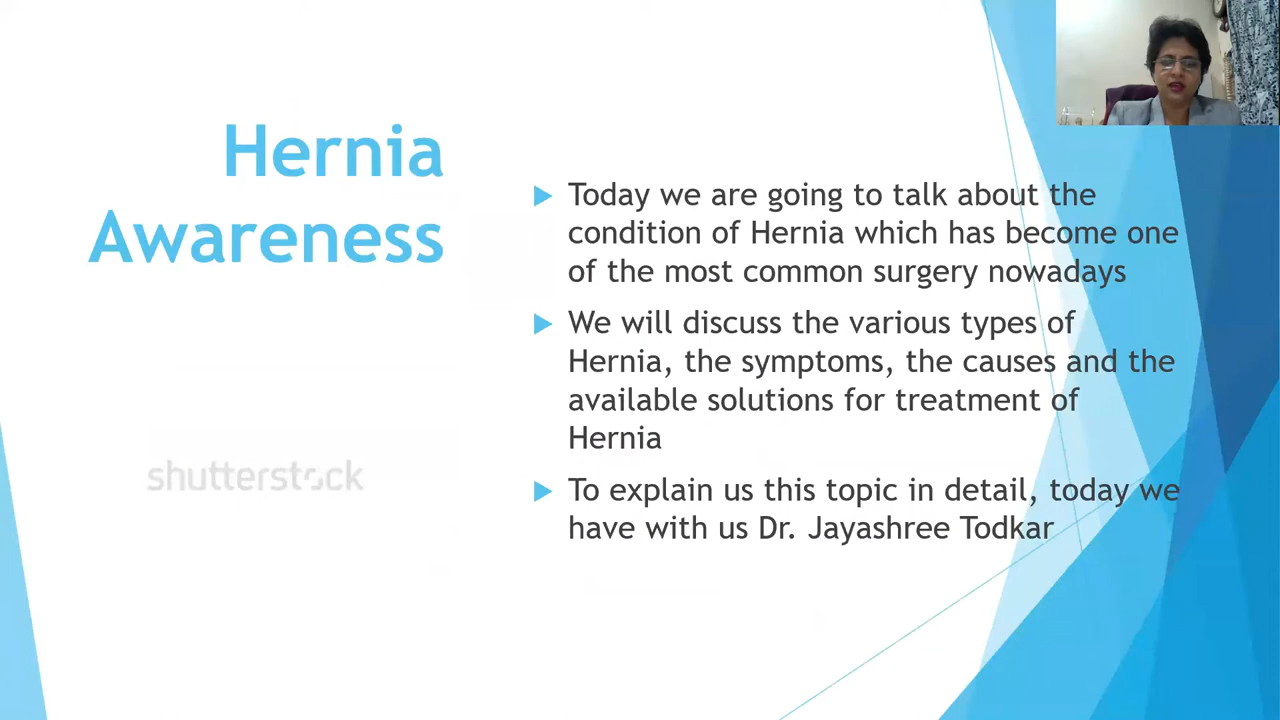 Hernia
Awareness
Today we are going to talk about the
condition of Hernia which has become one
of the most common surgery nowadays
We will discuss the various types of
Hernia, the symptoms, the causes and the
available solutions for treatment of
Hernia
To explain us this topic in detail, today we
have with us Dr. Jayashree Todkar
shutterstock